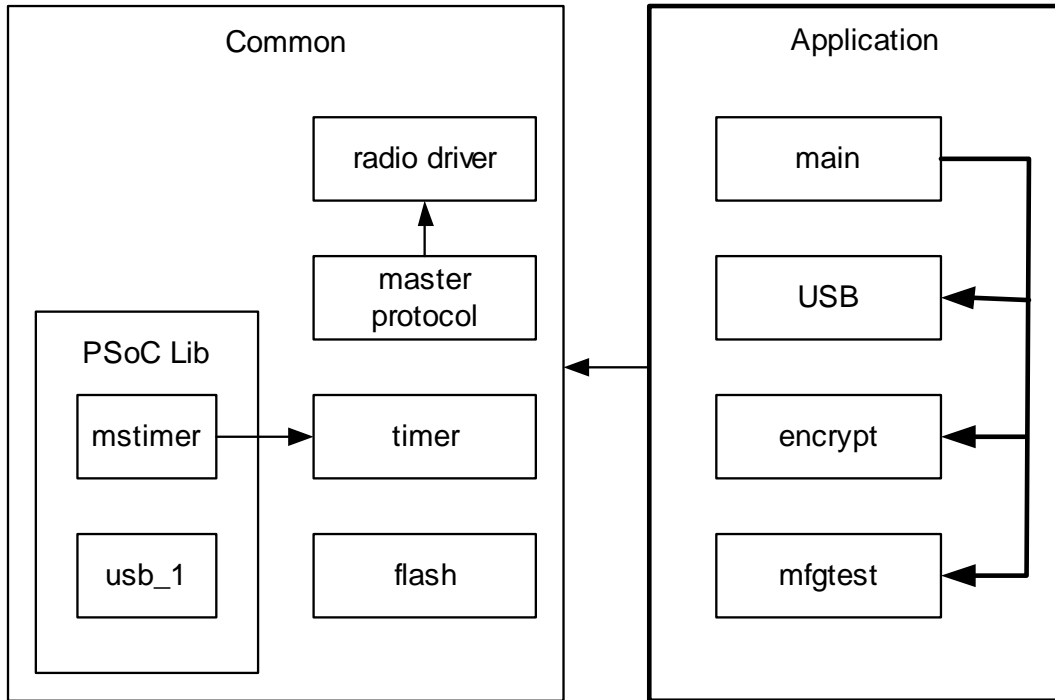 Common
radio driver
master
protocol
PSoC Lib
mstimer
timer
usb_1
flash
Application
main
USB
encrypt
mfgtest